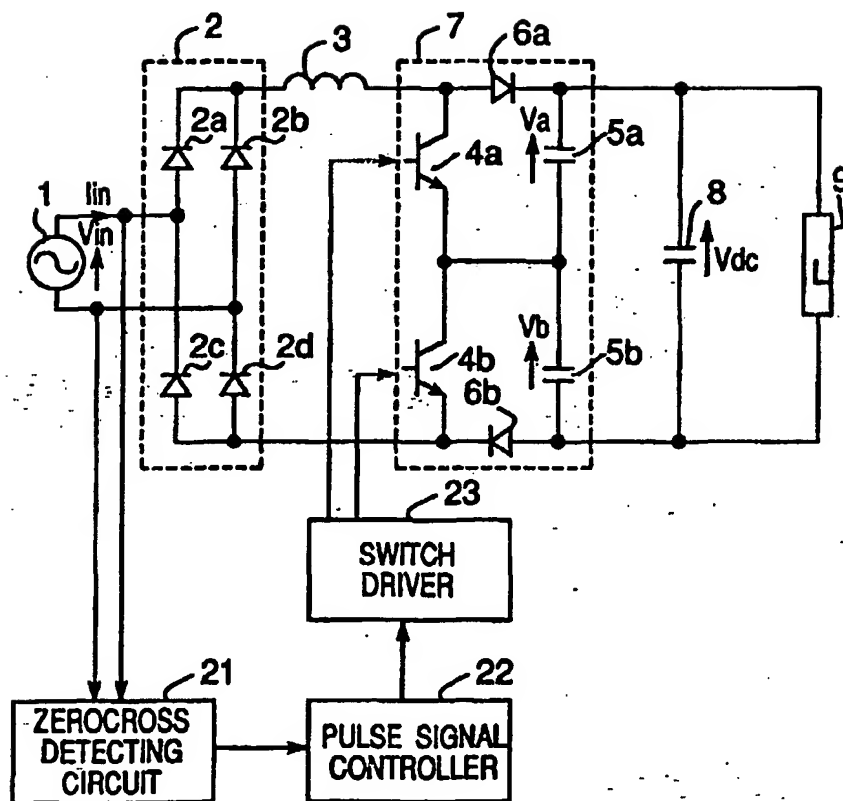 2
3
7
6a
2a
2b
Va
5a
4a
8
1
Iin
Vin
Vdc
9
2c
2d
Vb
4b
5b
6b
23
SWITCH
DRIVER
21
22
ZEROCROSS
DETECTING
CIRCUIT
PULSE SIGNAL
CONTROLLER